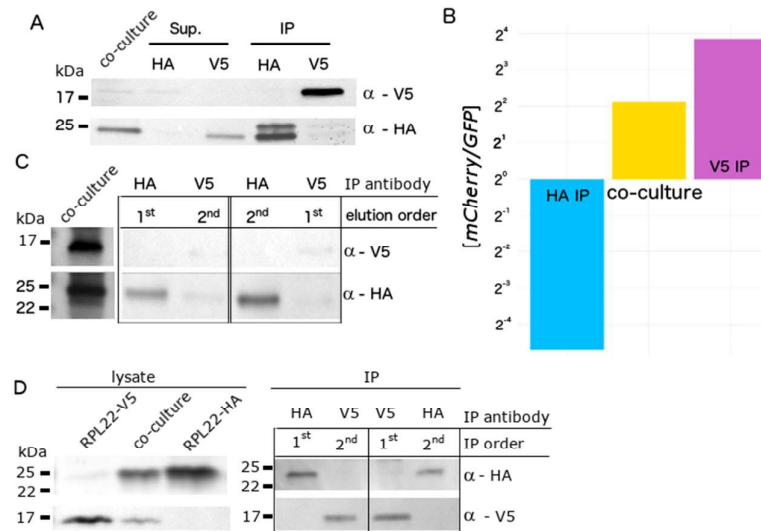 A
co-culture
Sup.
IP
HA V5 HA V5
kDa
17
α - V5
25
α - HA
B
[mCherry/GFP]
2⁴
2³
2²
2¹
2⁰
2⁻¹
2⁻²
2⁻³
2⁻⁴
HA IP
co-culture
V5 IP
C
co-culture
HA V5 HA V5 IP antibody
1st 2nd 2nd 1st elution order
kDa
17
α - V5
25
22
α - HA
D
lysate
RPL22-V5
co-culture
RPL22-HA
IP
HA V5 V5 HA IP antibody
1st 2nd 1st 2nd IP order
kDa
25
22
25
22
α - HA
17
17
α - V5